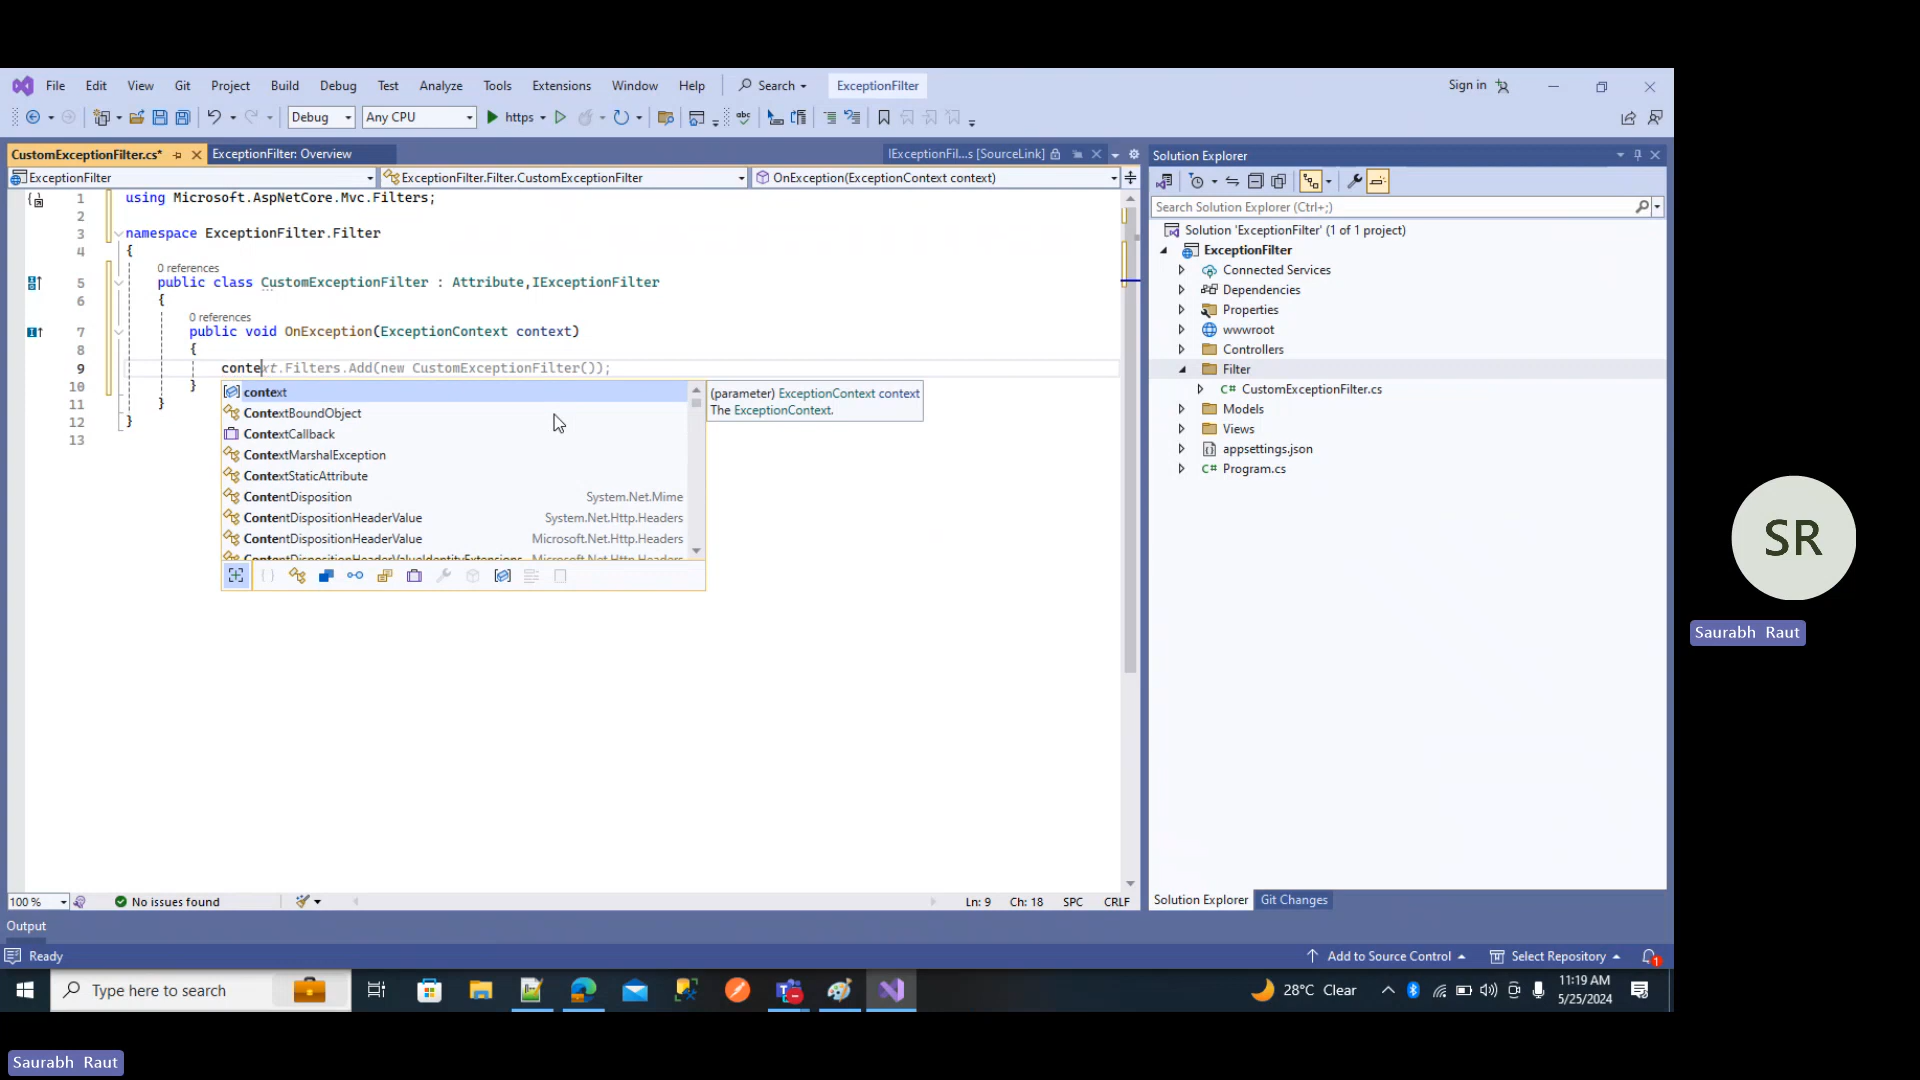 File Edit View Git Project Build Debug Test Analyze Tools Extensions Window Help Search ExceptionFilter Sign in
Debug Any CPU https
CustomExceptionFilter.cs* ExceptionFilter: Overview IExceptionFil...s [SourceLink]
ExceptionFilter ExceptionFilter.Filter.CustomExceptionFilter OnException(ExceptionContext context)
1 using Microsoft.AspNetCore.Mvc.Filters;
2
3 namespace ExceptionFilter.Filter
4 {
0 references
5 public class CustomExceptionFilter : Attribute,IExceptionFilter
6 {
0 references
7 public void OnException(ExceptionContext context)
8 {
9 context.Filters.Add(new CustomExceptionFilter());
10 }
11 }
12 }
13
context
ContextBoundObject
ContextCallback
ContextMarshalException
ContextStaticAttribute
ContentDisposition System.Net.Mime
ContentDispositionHeaderValue System.Net.Http.Headers
ContentDispositionHeaderValue Microsoft.Net.Http.Headers
ContentDispositionHeaderValueIdentityExtensions Microsoft.Net.Http.Headers
(parameter) ExceptionContext context
The ExceptionContext.
100 % No issues found Ln: 9 Ch: 18 SPC CRLF
Solution Explorer
Search Solution Explorer (Ctrl+;)
Solution 'ExceptionFilter' (1 of 1 project)
ExceptionFilter
Connected Services
Dependencies
Properties
wwwroot
Controllers
Filter
C# CustomExceptionFilter.cs
Models
Views
appsettings.json
C# Program.cs
Solution Explorer Git Changes
Output
Ready Add to Source Control Select Repository 1
Type here to search 28°C Clear 11:19 AM
5/25/2024
SR
Saurabh Raut
Saurabh Raut